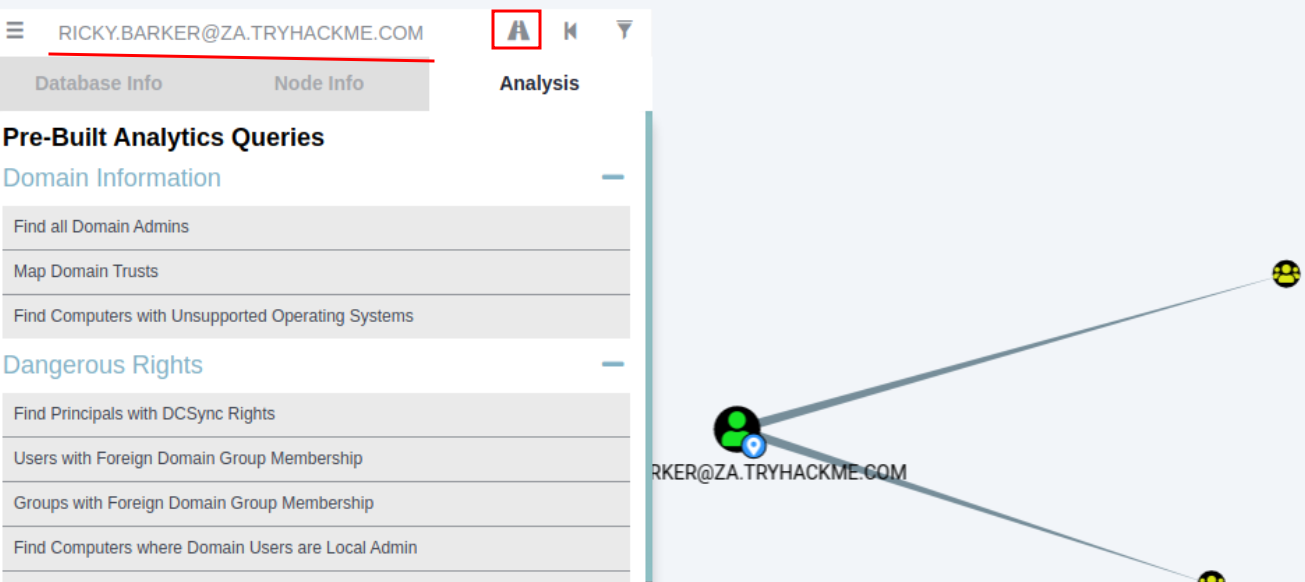 RICKY.BARKER@ZA.TRYHACKME.COM
Database Info Node Info Analysis
Pre-Built Analytics Queries
Domain Information
Find all Domain Admins
Map Domain Trusts
Find Computers with Unsupported Operating Systems
Dangerous Rights
Find Principals with DCSync Rights
Users with Foreign Domain Group Membership
Groups with Foreign Domain Group Membership
Find Computers where Domain Users are Local Admin
RKER@ZA.TRYHACKME.COM